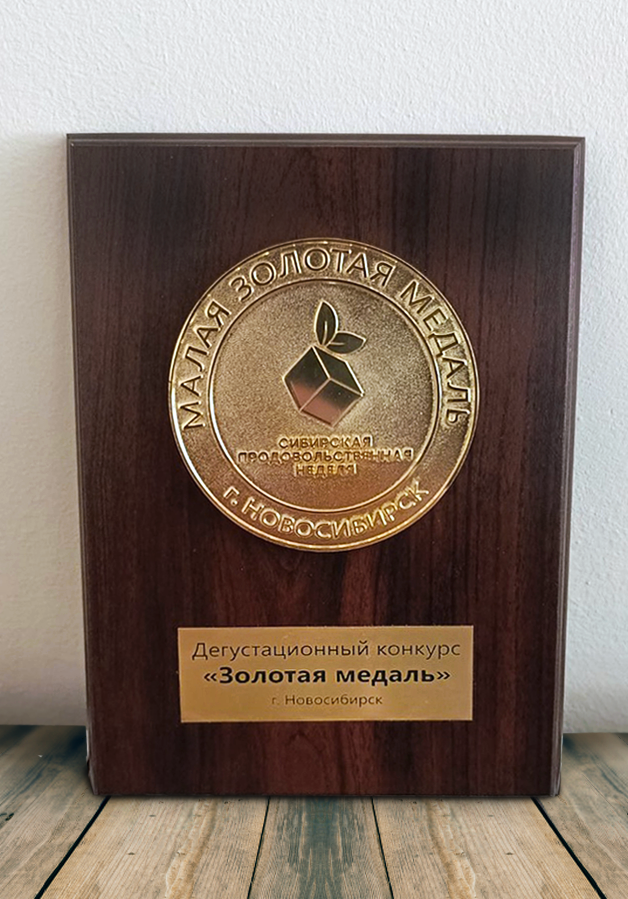 МАЛАЯ ЗОЛОТАЯ МЕДАЛЬ
СИБИРСКАЯ
ПРОДОВОЛЬСТВЕННАЯ
НЕДЕЛЯ
г. НОВОСИБИРСК
Дегустационный конкурс
«Золотая медаль»
г. Новосибирск